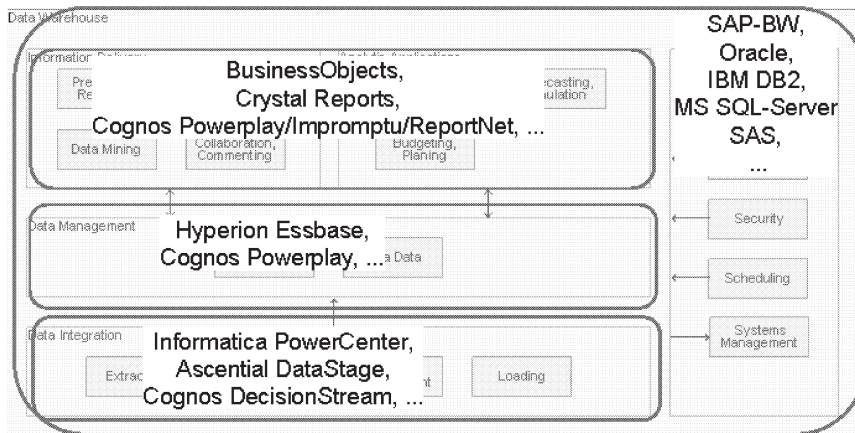 Data Warehouse
SAP-BW,
Oracle,
IBM DB2,
MS SQL-Server
SAS,
...
BusinessObjects,
Crystal Reports,
Cognos Powerplay/Impromptu/ReportNet, ...
Data Mining
Collaboration,
Commenting
Budgeting,
Planing
Data Management
Hyperion Essbase,
Cognos Powerplay, ...
Data
Security
Scheduling
Systems
Management
Data Integration
Informatica PowerCenter,
Ascential DataStage,
Cognos DecisionStream, ...
Loading